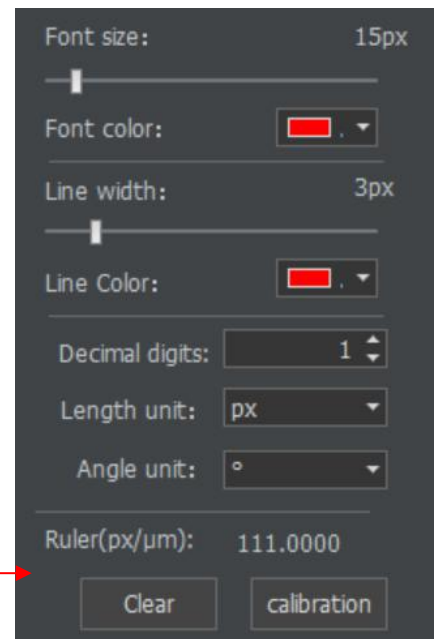 Font size: 15px
Font color: .
Line width: 3px
Line Color: .
Decimal digits: 1
Length unit: px
Angle unit: °
Ruler(px/μm): 111.0000
Clear calibration